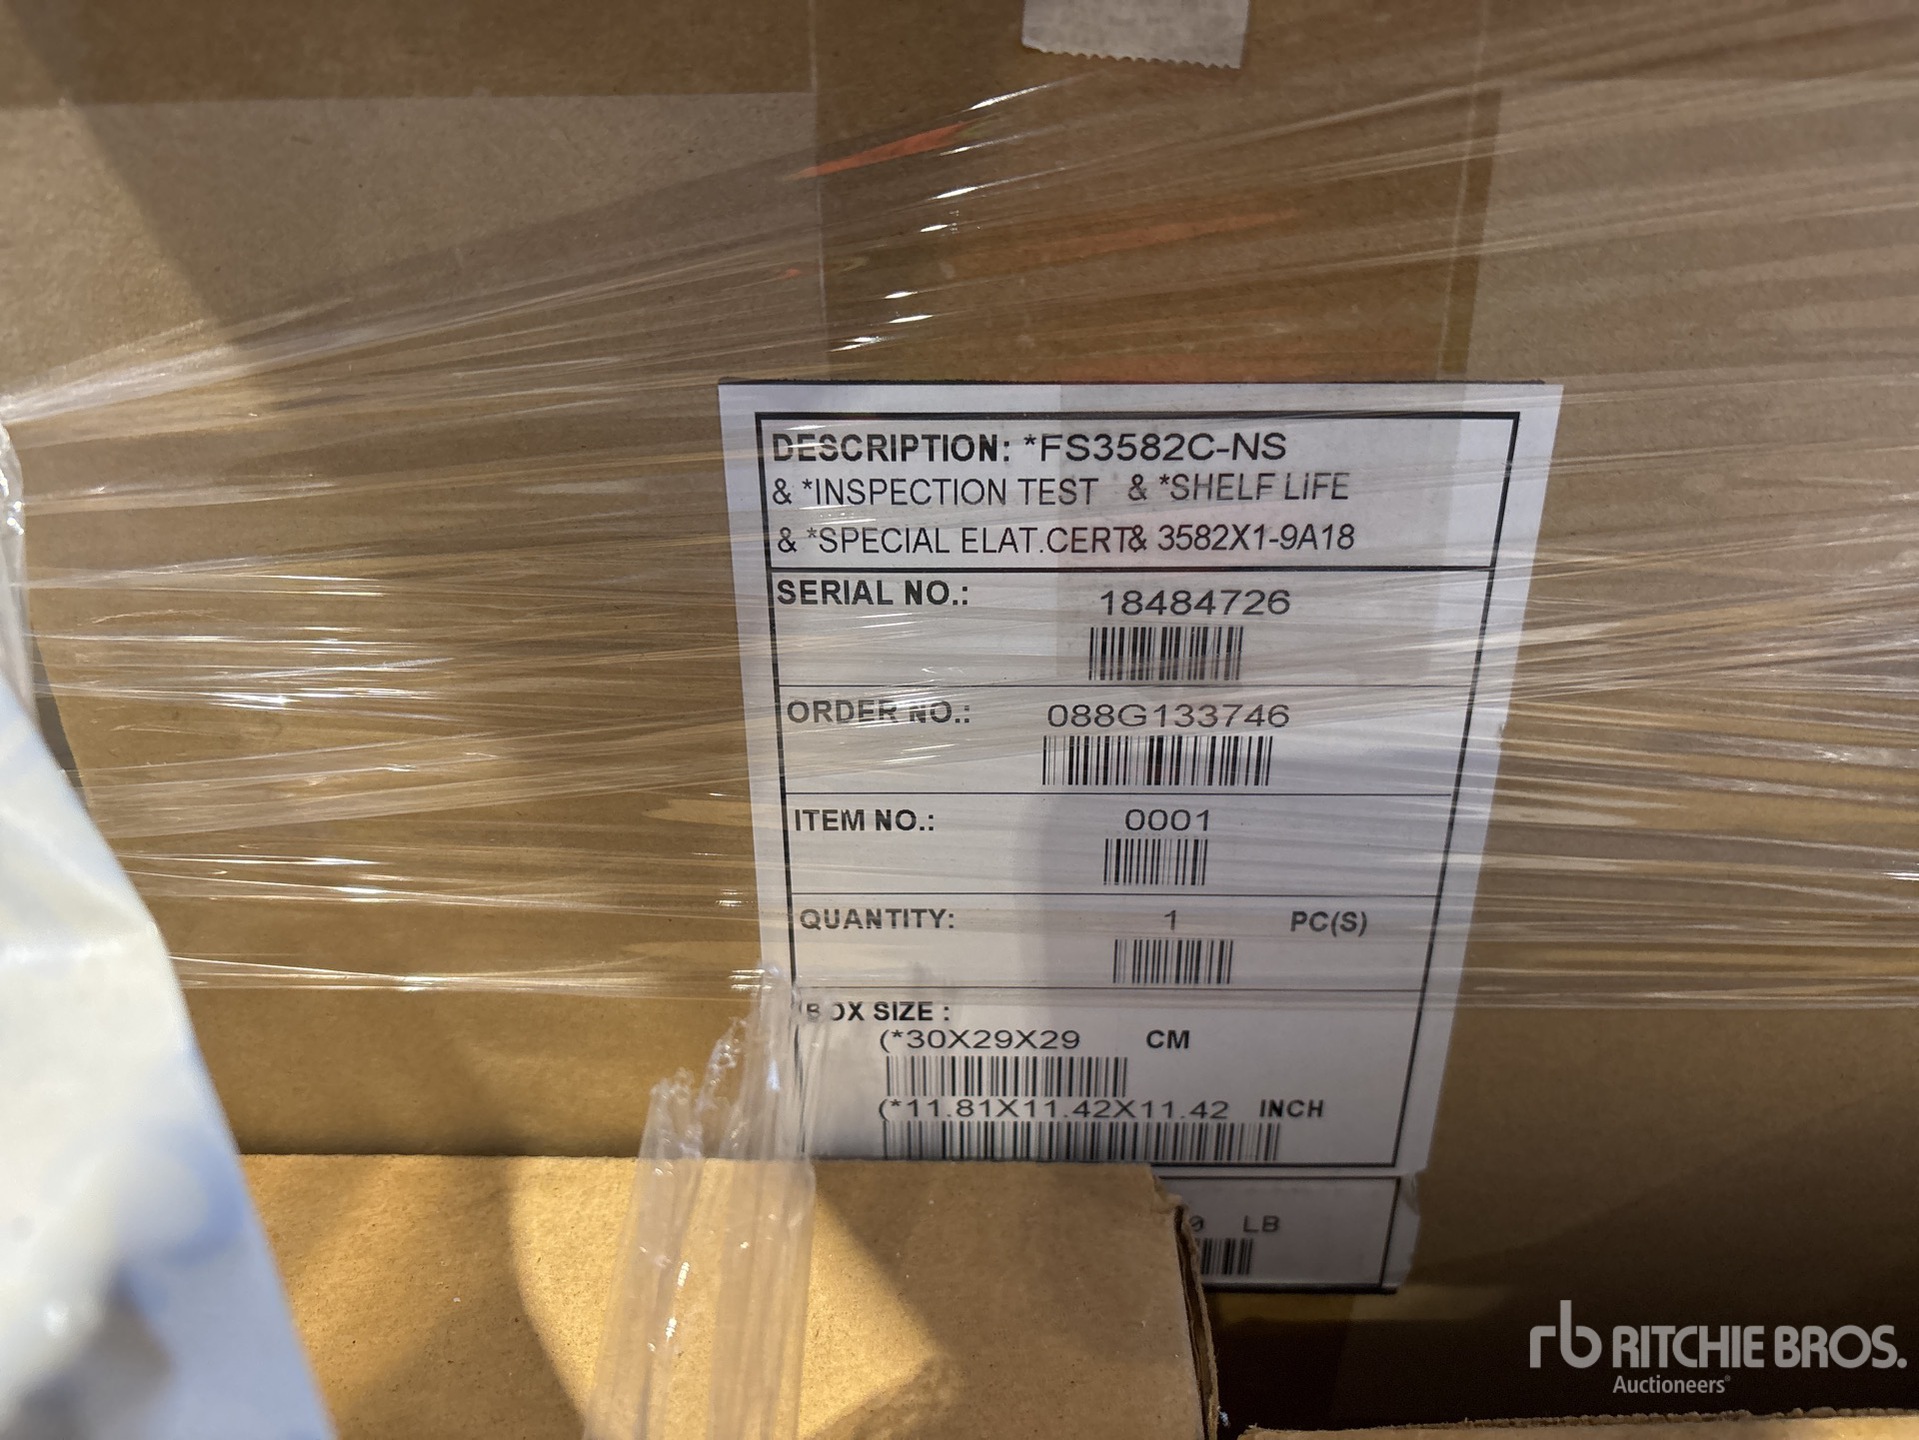 DESCRIPTION: *FS3582C-NS
& *INSPECTION TEST & *SHELF LIFE
& *SPECIAL ELAT.CERT& 3582X1-9A18
SERIAL NO.: 18484726
ORDER NO.: 088G133746
ITEM NO.: 0001
QUANTITY: 1 PC(S)
BOX SIZE :
(*30X29X29 CM
(*11.81X11.42X11.42 INCH
LB
rb RITCHIE BROS.
Auctioneers®